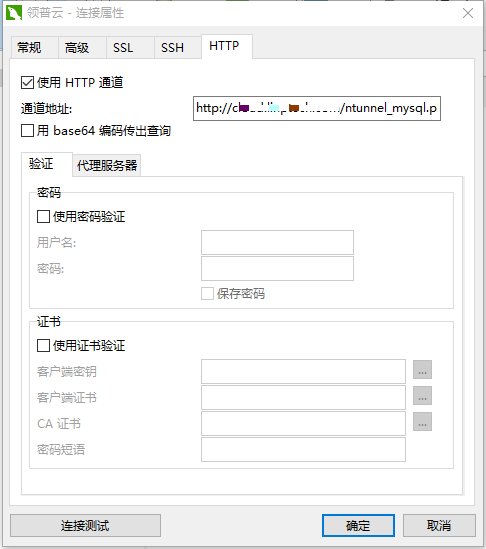 领普云 - 连接属性
常规 高级 SSL SSH HTTP
使用 HTTP 通道
通道地址: /ntunnel_mysql.p
用 base64 编码传出查询
验证 代理服务器
密码
使用密码验证
用户名:
密码:
保存密码
证书
使用证书验证
客户端密钥 ...
客户端证书 ...
CA 证书 ...
密码短语
连接测试 确定 取消